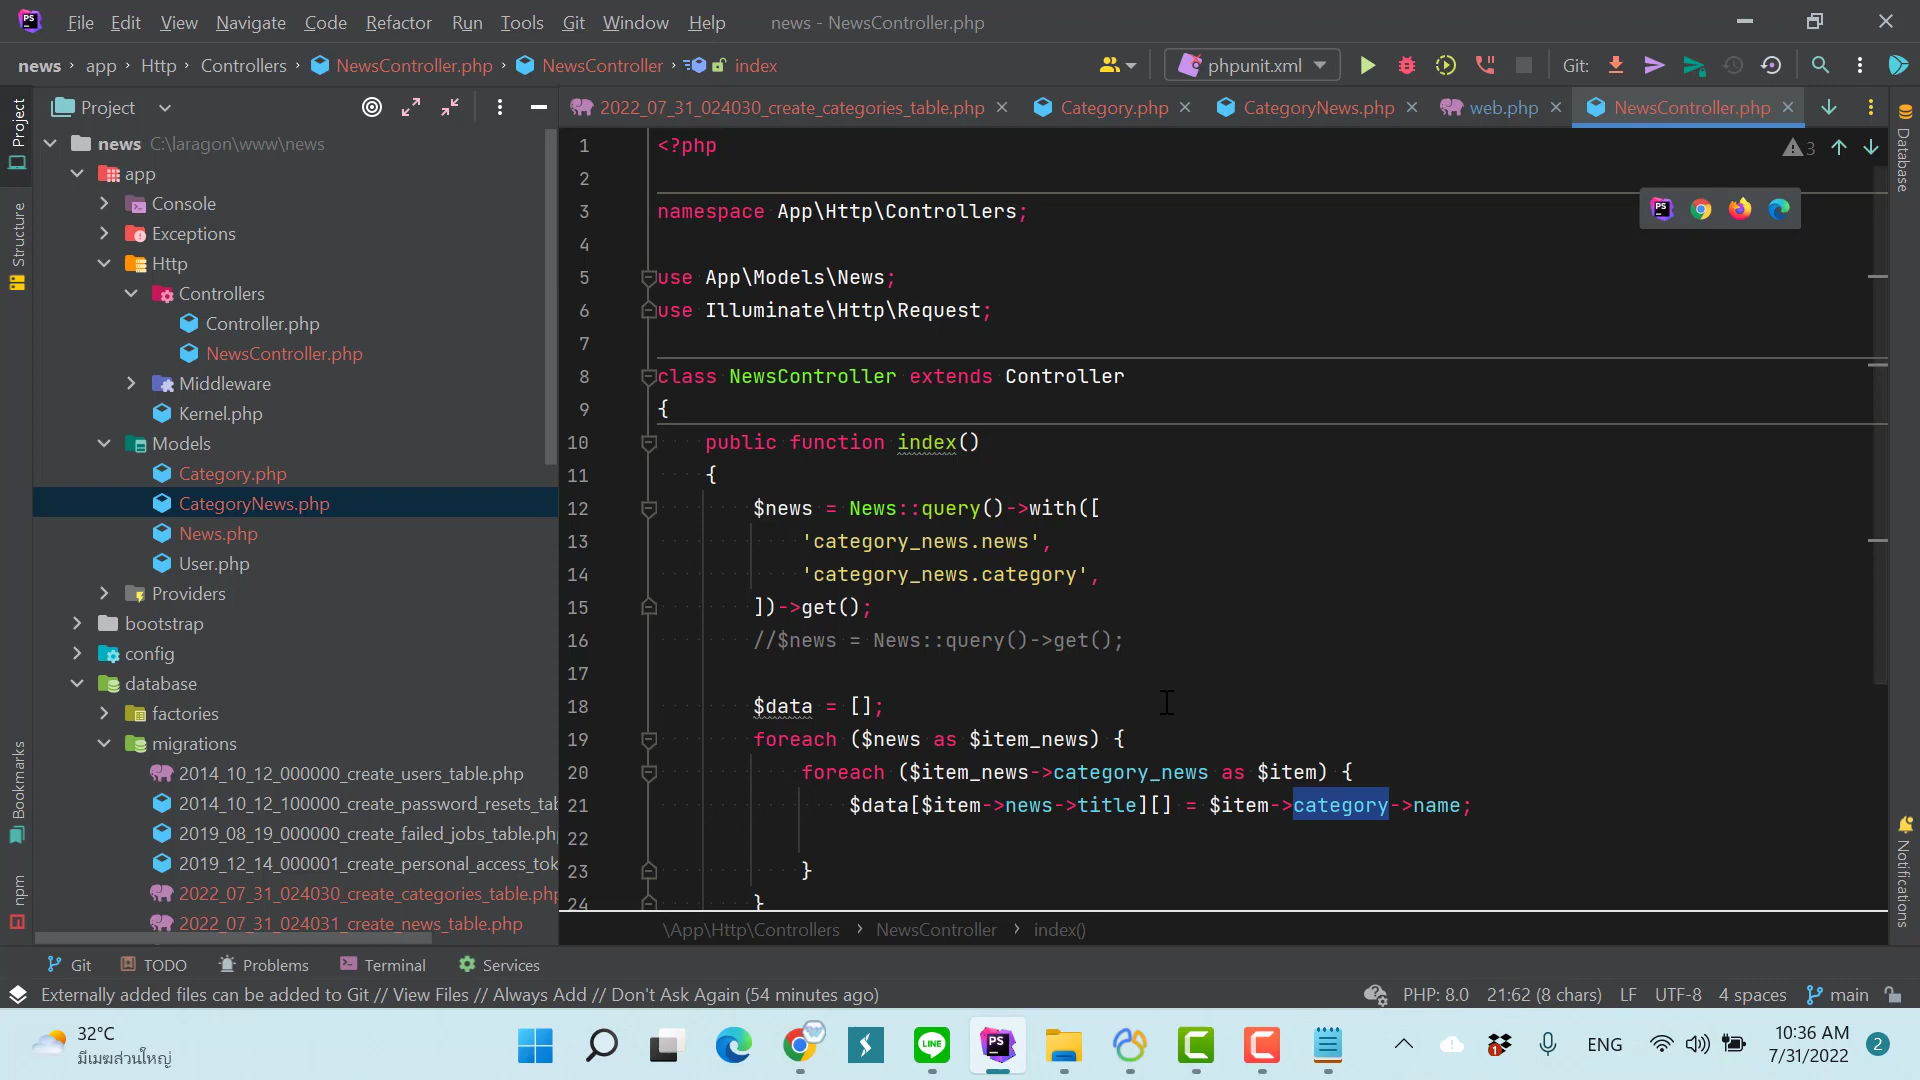 File Edit View Navigate Code Refactor Run Tools Git Window Help news - NewsController.php
news › app › Http › Controllers › NewsController.php › NewsController › index
phpunit.xml
Git:
Project
2022_07_31_024030_create_categories_table.php
Category.php
CategoryNews.php
web.php
NewsController.php
Project
Structure
Bookmarks
npm
news C:\laragon\www\news
app
Console
Exceptions
Http
Controllers
Controller.php
NewsController.php
Middleware
Kernel.php
Models
Category.php
CategoryNews.php
News.php
User.php
Providers
bootstrap
config
database
factories
migrations
2014_10_12_000000_create_users_table.php
2014_10_12_100000_create_password_resets_tab
2019_08_19_000000_create_failed_jobs_table.ph
2019_12_14_000001_create_personal_access_tok
2022_07_31_024030_create_categories_table.php
2022_07_31_024031_create_news_table.php
1 <?php
2
3 namespace App\Http\Controllers;
4
5 use App\Models\News;
6 use Illuminate\Http\Request;
7
8 class NewsController extends Controller
9 {
10 public function index()
11 {
12 $news = News::query()->with([
13 'category_news.news',
14 'category_news.category',
15 ])->get();
16 //$news = News::query()->get();
17
18 $data = [];
19 foreach ($news as $item_news) {
20 foreach ($item_news->category_news as $item) {
21 $data[$item->news->title][] = $item->category->name;
22
23 }
24 }
3
PS
Database
Notifications
\App\Http\Controllers › NewsController › index()
Git TODO Problems Terminal Services
Externally added files can be added to Git // View Files // Always Add // Don't Ask Again (54 minutes ago)
PHP: 8.0 21:62 (8 chars) LF UTF-8 4 spaces main
32°C
มีเมฆส่วนใหญ่
LINE
PS
1
ENG
10:36 AM
7/31/2022
2